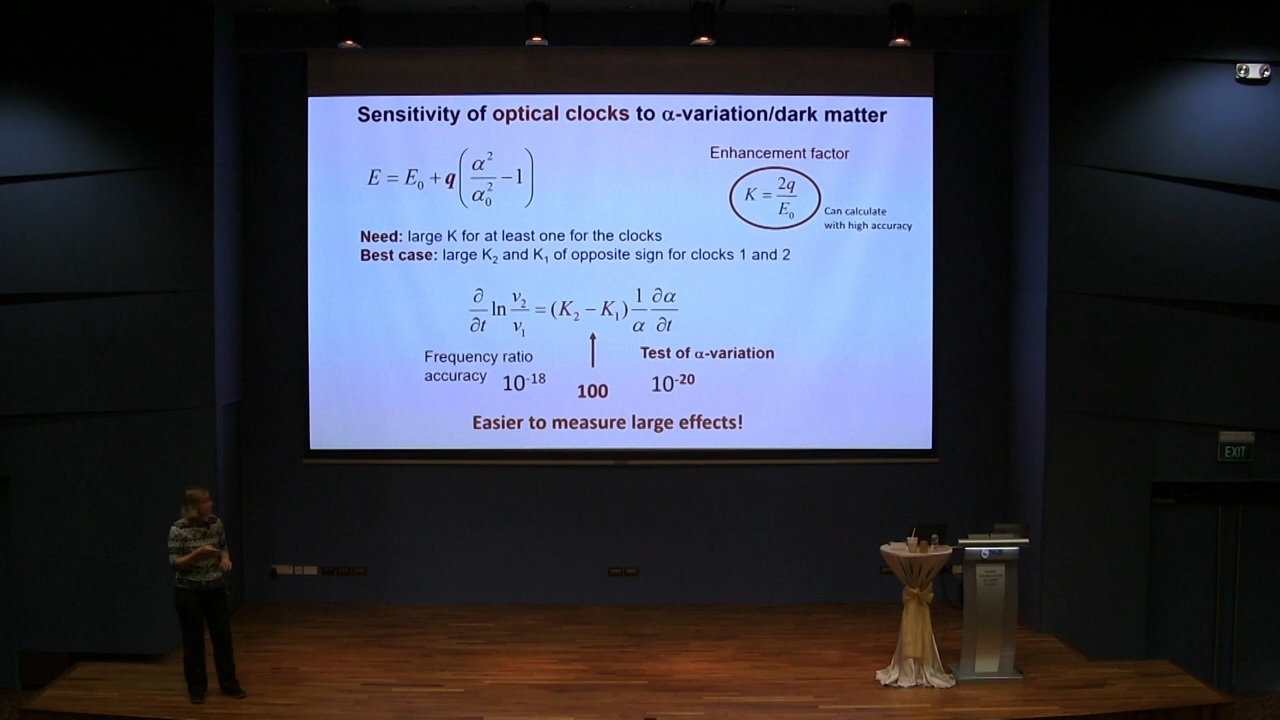 Sensitivity of optical clocks to α-variation/dark matter
E = E₀ + q(α²/α₀² − 1)
Enhancement factor
K = 2q/E₀
Can calculate
with high accuracy
Need: large K for at least one for the clocks
Best case: large K₂ and K₁ of opposite sign for clocks 1 and 2
∂/∂t ln ν₂/ν₁ = (K₂ − K₁) 1/α ∂α/∂t
Frequency ratio
accuracy 10⁻¹⁸
100
Test of α-variation
10⁻²⁰
Easier to measure large effects!
EXIT